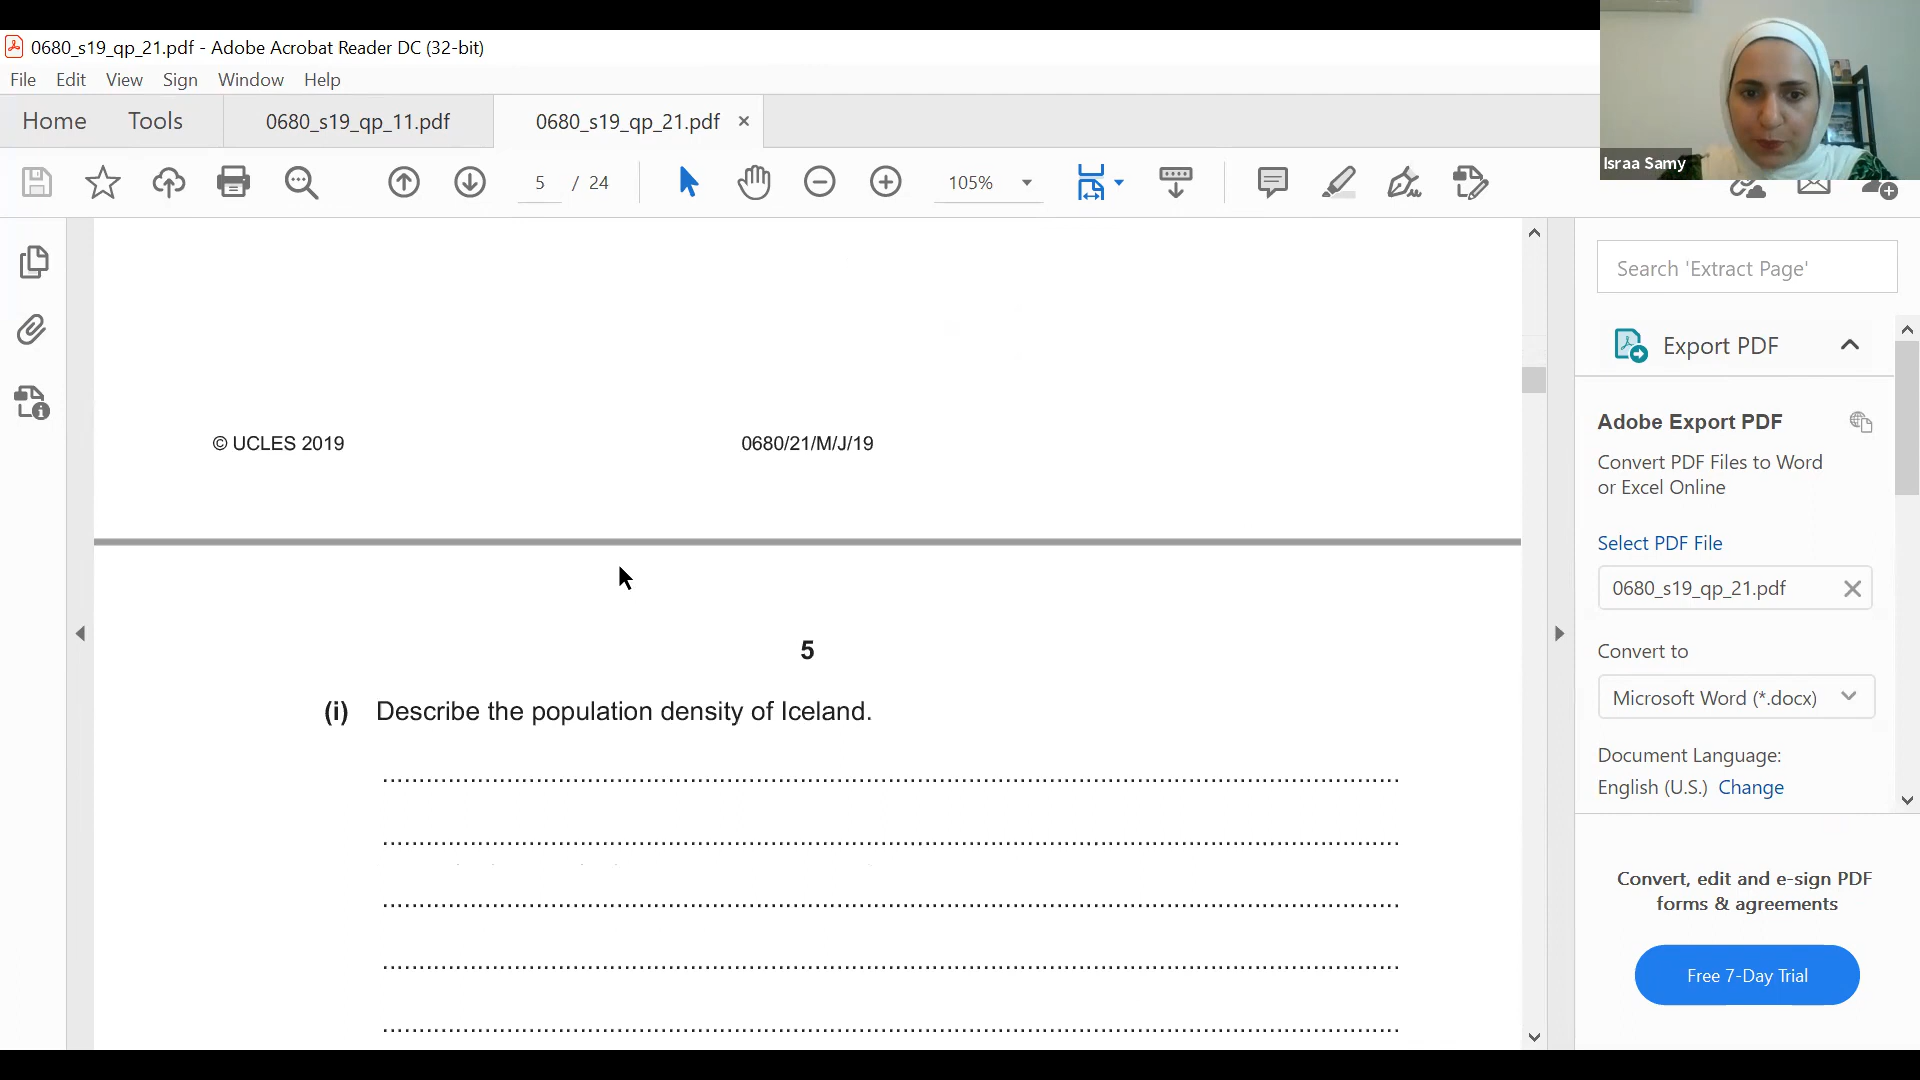 0680_s19_qp_21.pdf - Adobe Acrobat Reader DC (32-bit)
File Edit View Sign Window Help
Home Tools 0680_s19_qp_11.pdf 0680_s19_qp_21.pdf ×
5 / 24 105%
Israa Samy
Search 'Extract Page'
Export PDF
Adobe Export PDF
Convert PDF Files to Word
or Excel Online
Select PDF File
0680_s19_qp_21.pdf
Convert to
Microsoft Word (*.docx)
Document Language:
English (U.S.) Change
Convert, edit and e-sign PDF
forms & agreements
Free 7-Day Trial
© UCLES 2019 0680/21/M/J/19
5
(i) Describe the population density of Iceland.